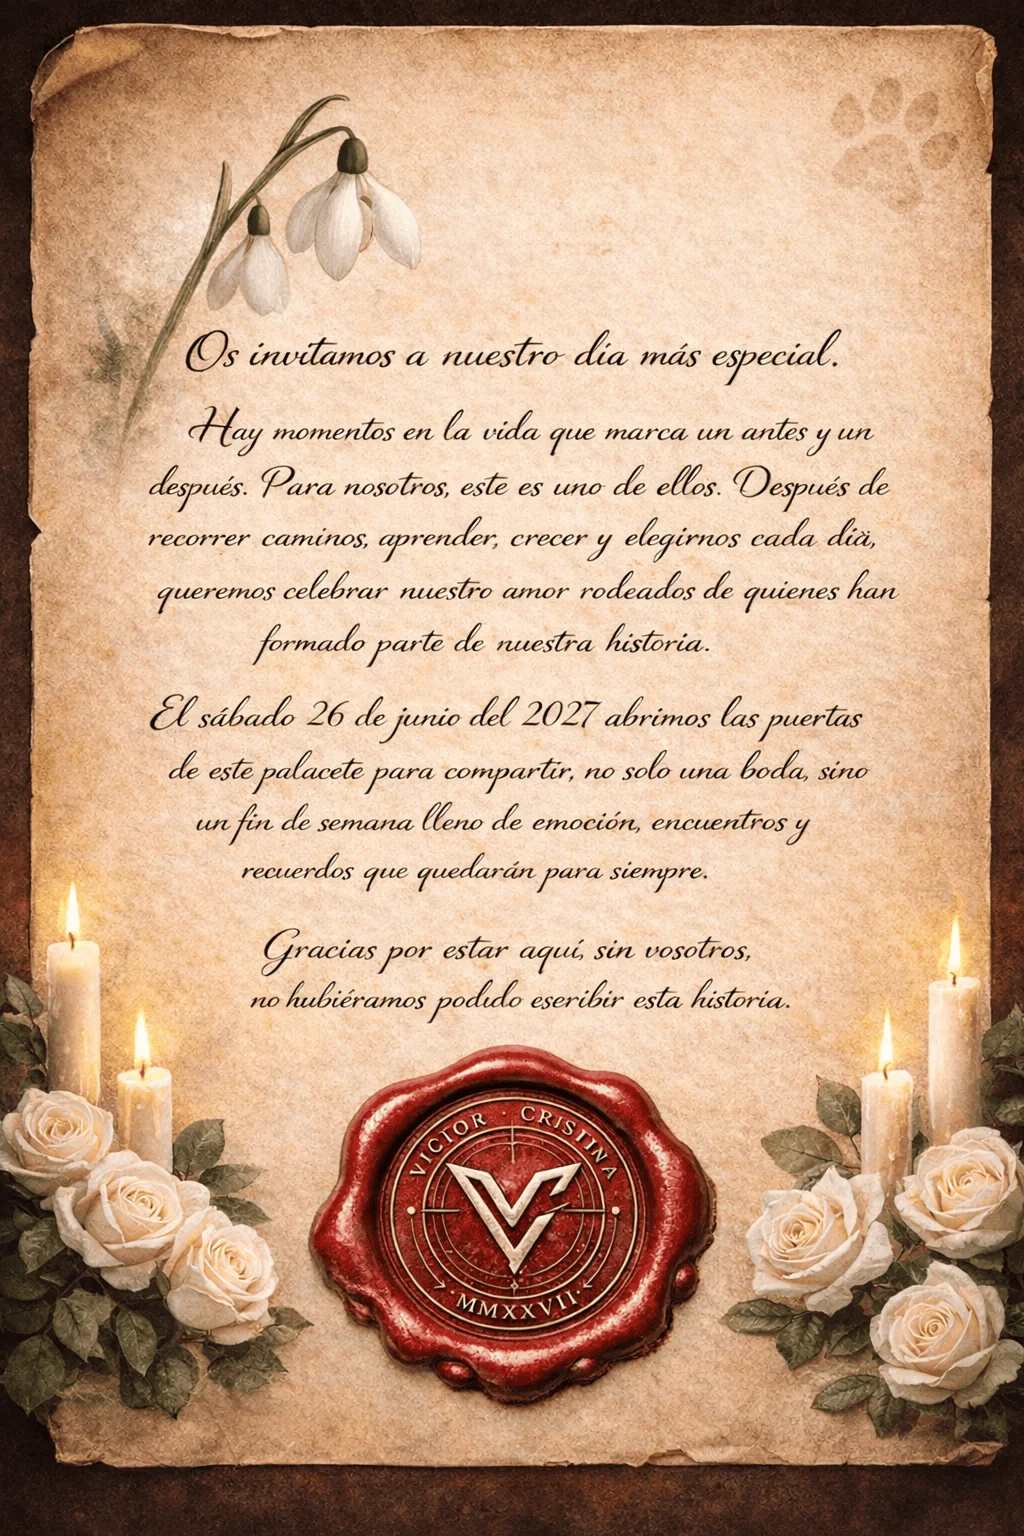 Os invitamos a nuestro día más especial.
Hay momentos en la vida que marca un antes y un
después. Para nosotros, este es uno de ellos. Después de
recorrer caminos, aprender, crecer y elegirnos cada día,
queremos celebrar nuestro amor rodeados de quienes han
formado parte de nuestra historia.
El sábado 26 de junio del 2027 abrimos las puertas
de este palacete para compartir, no solo una boda, sino
un fin de semana lleno de emoción, encuentros y
recuerdos que quedarán para siempre.
Gracias por estar aquí, sin vosotros,
no hubiéramos podido escribir esta historia.
VICTOR · CRISTINA
VC
· MMXXVII ·